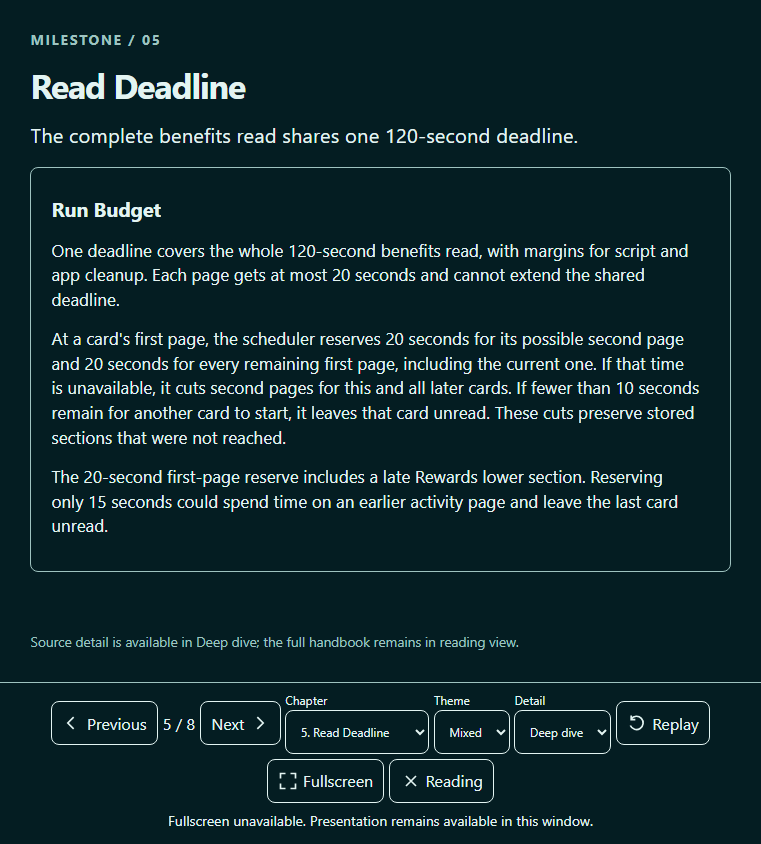 MILESTONE / 05
Read Deadline
The complete benefits read shares one 120-second deadline.
Run Budget
One deadline covers the whole 120-second benefits read, with margins for script and
app cleanup. Each page gets at most 20 seconds and cannot extend the shared
deadline.
At a card's first page, the scheduler reserves 20 seconds for its possible second page
and 20 seconds for every remaining first page, including the current one. If that time
is unavailable, it cuts second pages for this and all later cards. If fewer than 10 seconds
remain for another card to start, it leaves that card unread. These cuts preserve stored
sections that were not reached.
The 20-second first-page reserve includes a late Rewards lower section. Reserving
only 15 seconds could spend time on an earlier activity page and leave the last card
unread.
Source detail is available in Deep dive; the full handbook remains in reading view.
Chapter Theme Detail
Previous 5 / 8 Next 5. Read Deadline Mixed Deep dive Replay
Fullscreen Reading
Fullscreen unavailable. Presentation remains available in this window.